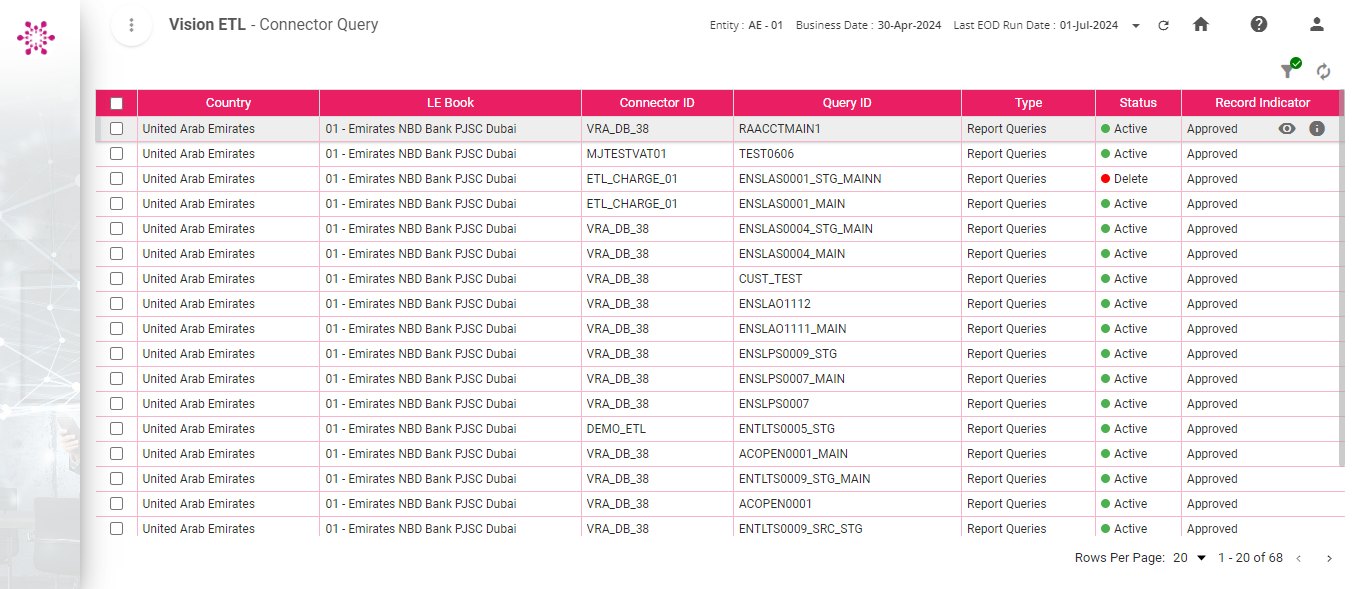 Vision ETL - Connector Query
Entity : AE - 01 Business Date : 30-Apr-2024 Last EOD Run Date : 01-Jul-2024
Country LE Book Connector ID Query ID Type Status Record Indicator
United Arab Emirates 01 - Emirates NBD Bank PJSC Dubai VRA_DB_38 RAACCTMAIN1 Report Queries Active Approved
United Arab Emirates 01 - Emirates NBD Bank PJSC Dubai MJTESTVAT01 TEST0606 Report Queries Active Approved
United Arab Emirates 01 - Emirates NBD Bank PJSC Dubai ETL_CHARGE_01 ENSLAS0001_STG_MAINN Report Queries Delete Approved
United Arab Emirates 01 - Emirates NBD Bank PJSC Dubai ETL_CHARGE_01 ENSLAS0001_MAIN Report Queries Active Approved
United Arab Emirates 01 - Emirates NBD Bank PJSC Dubai VRA_DB_38 ENSLAS0004_STG_MAIN Report Queries Active Approved
United Arab Emirates 01 - Emirates NBD Bank PJSC Dubai VRA_DB_38 ENSLAS0004_MAIN Report Queries Active Approved
United Arab Emirates 01 - Emirates NBD Bank PJSC Dubai VRA_DB_38 CUST_TEST Report Queries Active Approved
United Arab Emirates 01 - Emirates NBD Bank PJSC Dubai VRA_DB_38 ENSLAO1112 Report Queries Active Approved
United Arab Emirates 01 - Emirates NBD Bank PJSC Dubai VRA_DB_38 ENSLAO1111_MAIN Report Queries Active Approved
United Arab Emirates 01 - Emirates NBD Bank PJSC Dubai VRA_DB_38 ENSLPS0009_STG Report Queries Active Approved
United Arab Emirates 01 - Emirates NBD Bank PJSC Dubai VRA_DB_38 ENSLPS0007_MAIN Report Queries Active Approved
United Arab Emirates 01 - Emirates NBD Bank PJSC Dubai VRA_DB_38 ENSLPS0007 Report Queries Active Approved
United Arab Emirates 01 - Emirates NBD Bank PJSC Dubai DEMO_ETL ENTLTS0005_STG Report Queries Active Approved
United Arab Emirates 01 - Emirates NBD Bank PJSC Dubai VRA_DB_38 ACOPEN0001_MAIN Report Queries Active Approved
United Arab Emirates 01 - Emirates NBD Bank PJSC Dubai VRA_DB_38 ENTLTS0009_STG_MAIN Report Queries Active Approved
United Arab Emirates 01 - Emirates NBD Bank PJSC Dubai VRA_DB_38 ACOPEN0001 Report Queries Active Approved
United Arab Emirates 01 - Emirates NBD Bank PJSC Dubai VRA_DB_38 ENTLTS0009_SRC_STG Report Queries Active Approved
Rows Per Page: 20 1 - 20 of 68